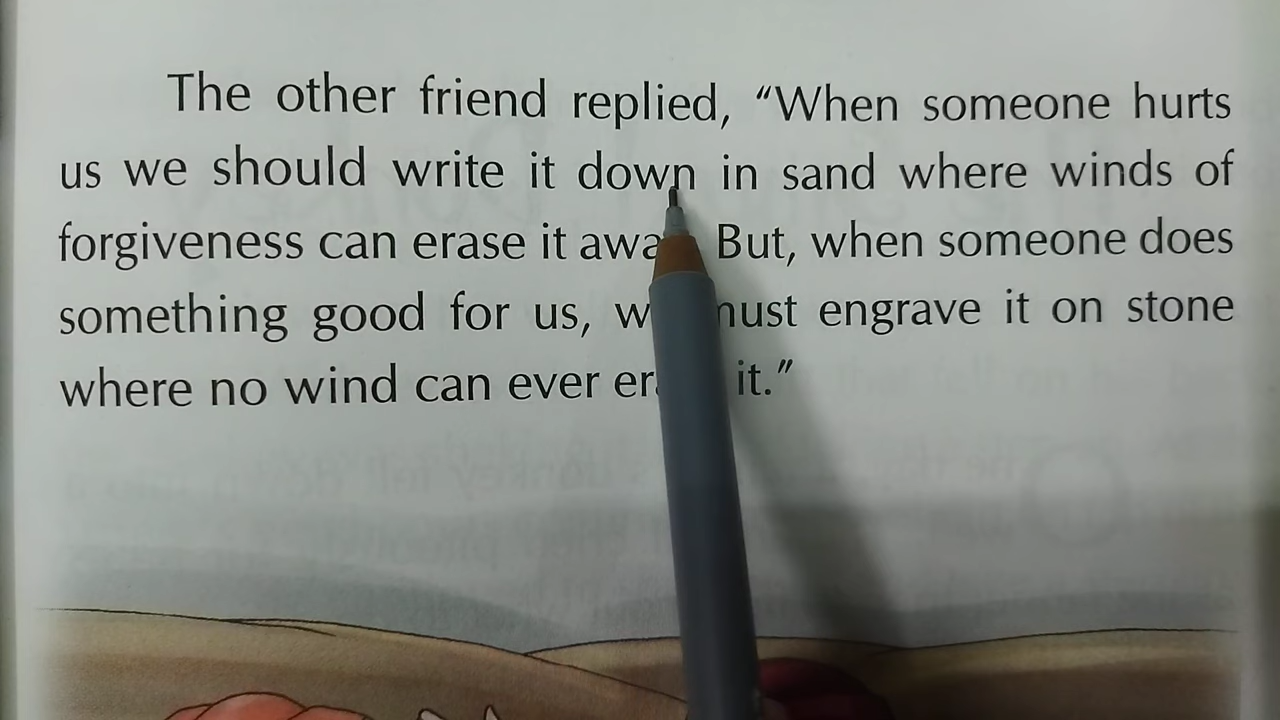 The other friend replied, “When someone hurts
us we should write it down in sand where winds of
forgiveness can erase it But, when someone does
something good for us, engrave it on stone
where no wind can ever it.”